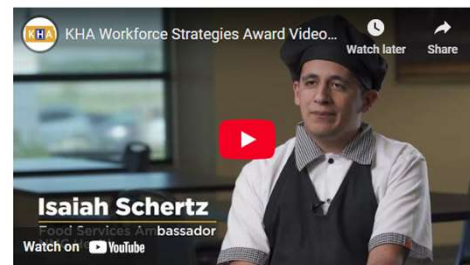 KHA
KHA Workforce Strategies Award Video...
Watch later
Share
Isaiah Schertz
Food Services Ambassador
Watch on YouTube